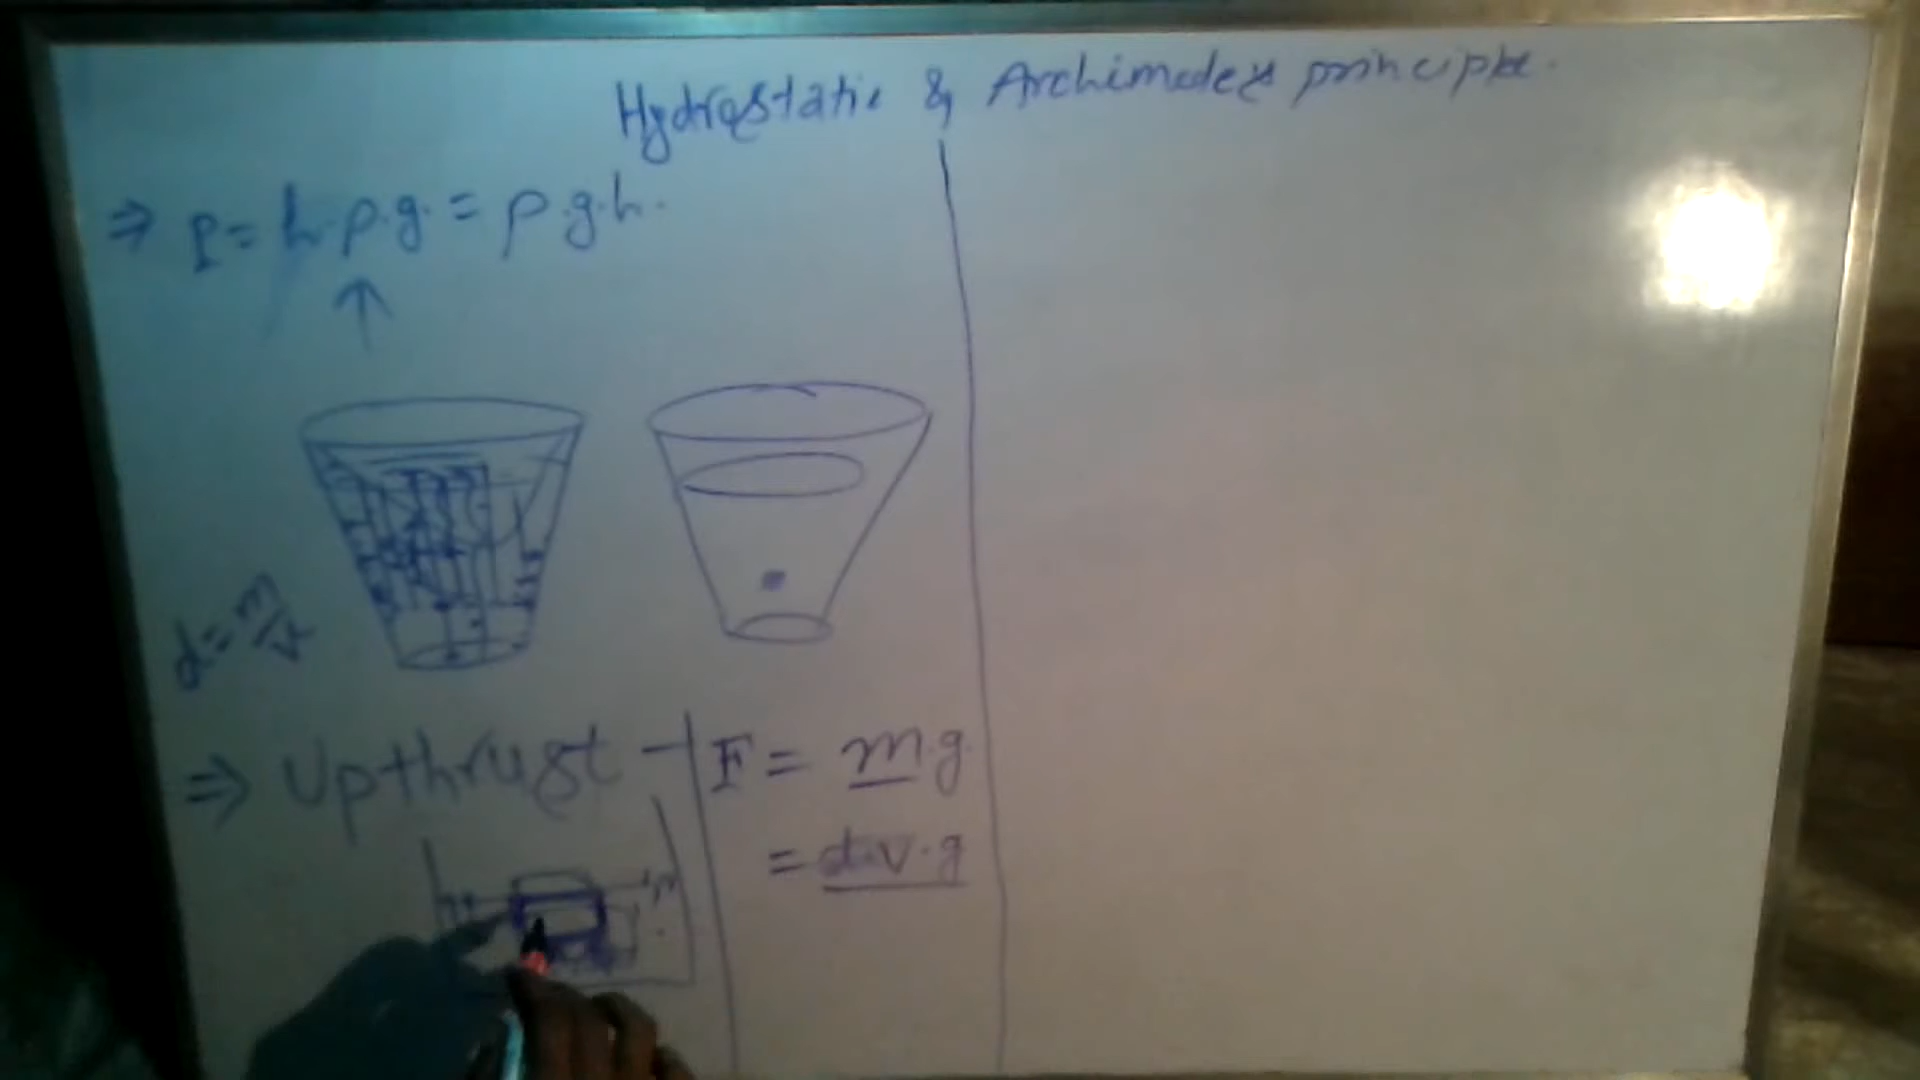 Hydrostatic & Archimedes principle.
⇒ P = h.ρ.g. = ρ.g.h.
↑
d = m/v
⇒ Upthrust -
F = m.g.
= d.v.g